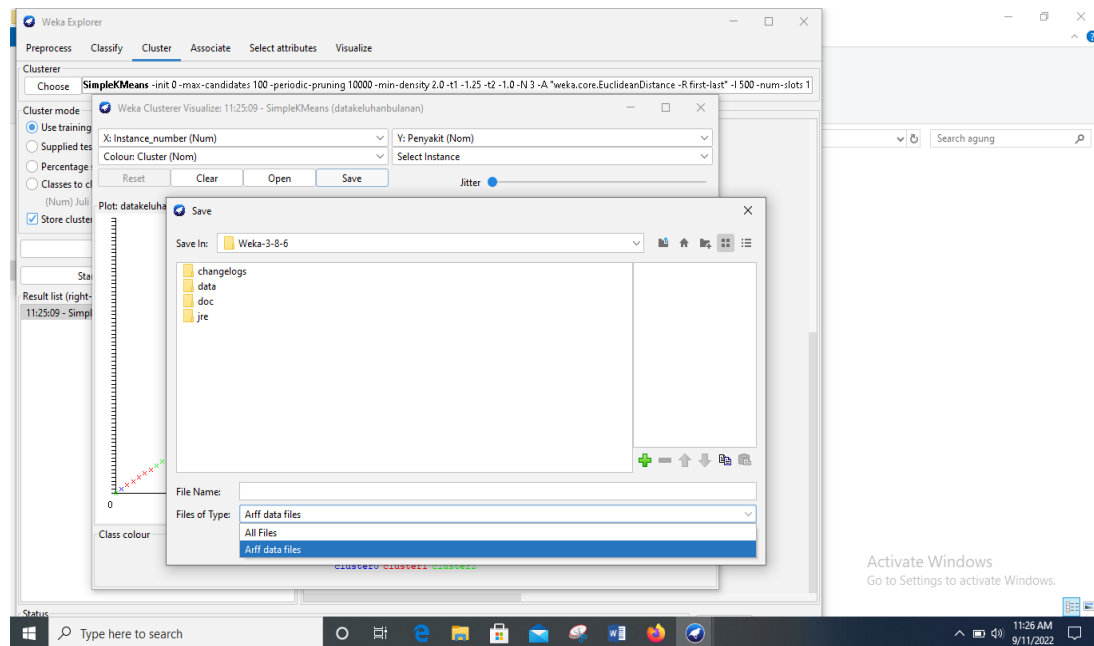 Weka Explorer
Preprocess Classify Cluster Associate Select attributes Visualize
Clusterer
Choose SimpleKMeans -init 0 -max-candidates 100 -periodic-pruning 10000 -min-density 2.0 -t1 -1.25 -t2 -1.0 -N 3 -A "weka.core.EuclideanDistance -R first-last" -I 500 -num-slots 1
Cluster mode
Use training
Supplied tes
Percentage
Classes to cl
(Num) Juli
Store cluster
Sta
Result list (right-
11:25:09 - Simpl
Status
Weka Clusterer Visualize: 11:25:09 - SimpleKMeans (datakeluhanbulanan)
X: Instance_number (Num) Y: Penyakit (Nom)
Colour: Cluster (Nom) Select Instance
Reset Clear Open Save Jitter
Plot: datakeluha
0
Class colour
cluster0 cluster1
Save
Save In: Weka-3-8-6
changelogs
data
doc
jre
File Name:
Files of Type: Arff data files
All Files
Arff data files
Search agung
Activate Windows
Go to Settings to activate Windows.
Type here to search
11:26 AM
9/11/2022